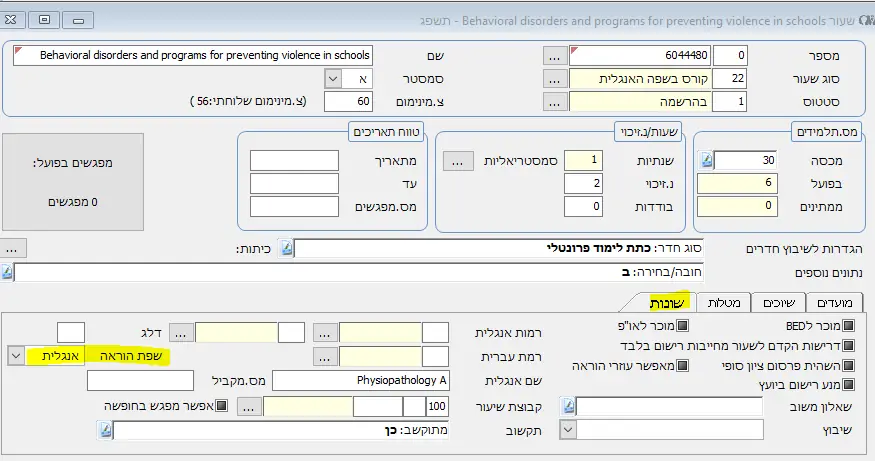 שעור Behavioral disorders and programs for preventing violence in schools - תשפג
מספר 0 6044480 ... שם Behavioral disorders and programs for preventing violence in schools
סוג שעור 22 קורס בשפה האנגלית ... סמסטר א
סטטוס 1 בהרשמה ... צ.מינימום 60 (צ.מינימום שלוחתי:56 )
מס.תלמידים שעות/נ.זיכוי טווח תאריכים
מכסה 30 שנתיות 1 סמסטריאליות ... מתאריך מפגשים בפועל:
בפועל 6 נ.זיכוי 2 עד
ממתינים 0 בודדות 0 מס.מפגשים 0 מפגשים
הגדרות לשיבוץ חדרים סוג חדר: כתת לימוד פרונטלי כיתות: ...
נתונים נוספים חובה/בחירה: ב
מועדים שיוכים מטלות שונות
מוכר לBED מוכר לאו"פ רמות אנגלית ... ... דלג
דרישות הקדם לשעור מחייבות רישום בלבד רמת עברית ... שפת הוראה אנגלית
השהית פרסום ציון סופי מאפשר עוזרי הוראה שם אנגלית Physiopathology A מס.מקביל
מנע רישום ביועץ
שאלון משוב קבוצת שיעור 100 ... אפשר מפגש בחופשה
שיבוץ תקשוב מתוקשב: כן